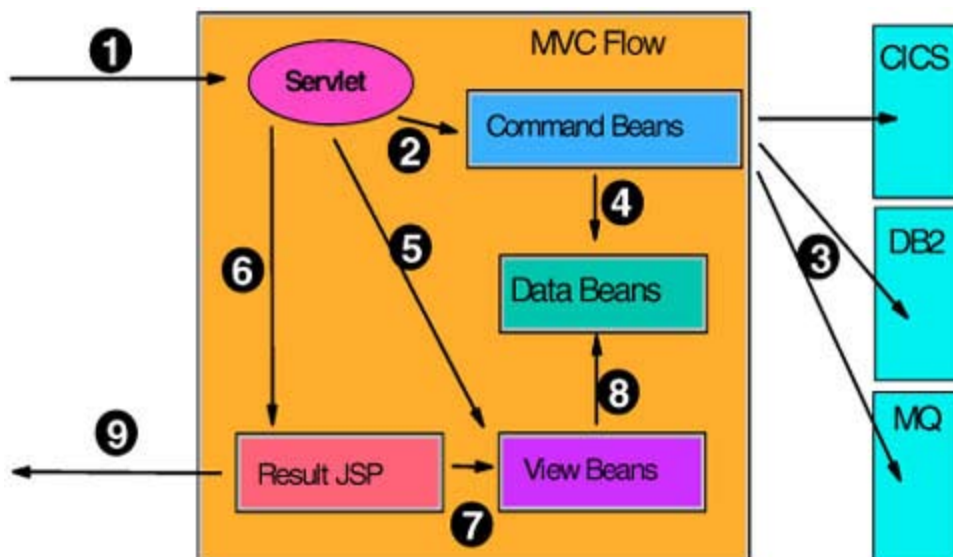 MVC Flow
1
Servlet
CICS
2
Command Beans
4
5
3
6
DB2
Data Beans
8
9
MQ
Result JSP
View Beans
7